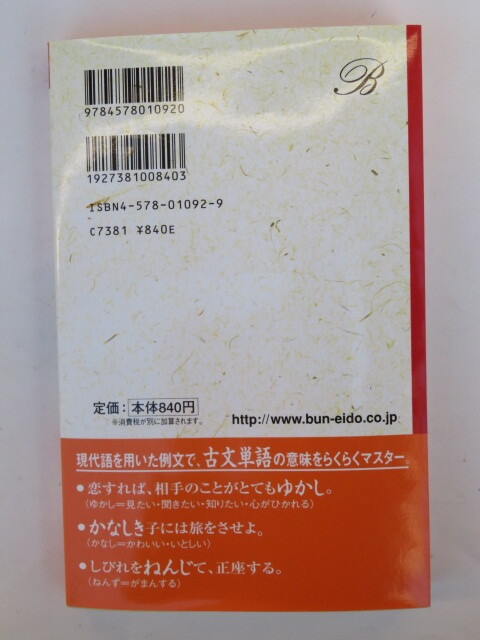 B
9784578010920
1927381008403
ISBN4-578-01092-9
C7381 ¥840E
定価：本体840円
※消費税が別に加算されます。
http://www.bun-eido.co.jp
現代語を用いた例文で、古文単語の意味をらくらくマスター
●恋すれば、相手のことがとてもゆかし。
（ゆかし＝見たい・聞きたい・知りたい・心がひかれる）
●かなしき子には旅をさせよ。
（かなし＝かわいい・いとしい）
●しびれをねんじて、正座する。
（ねんず＝がまんする）